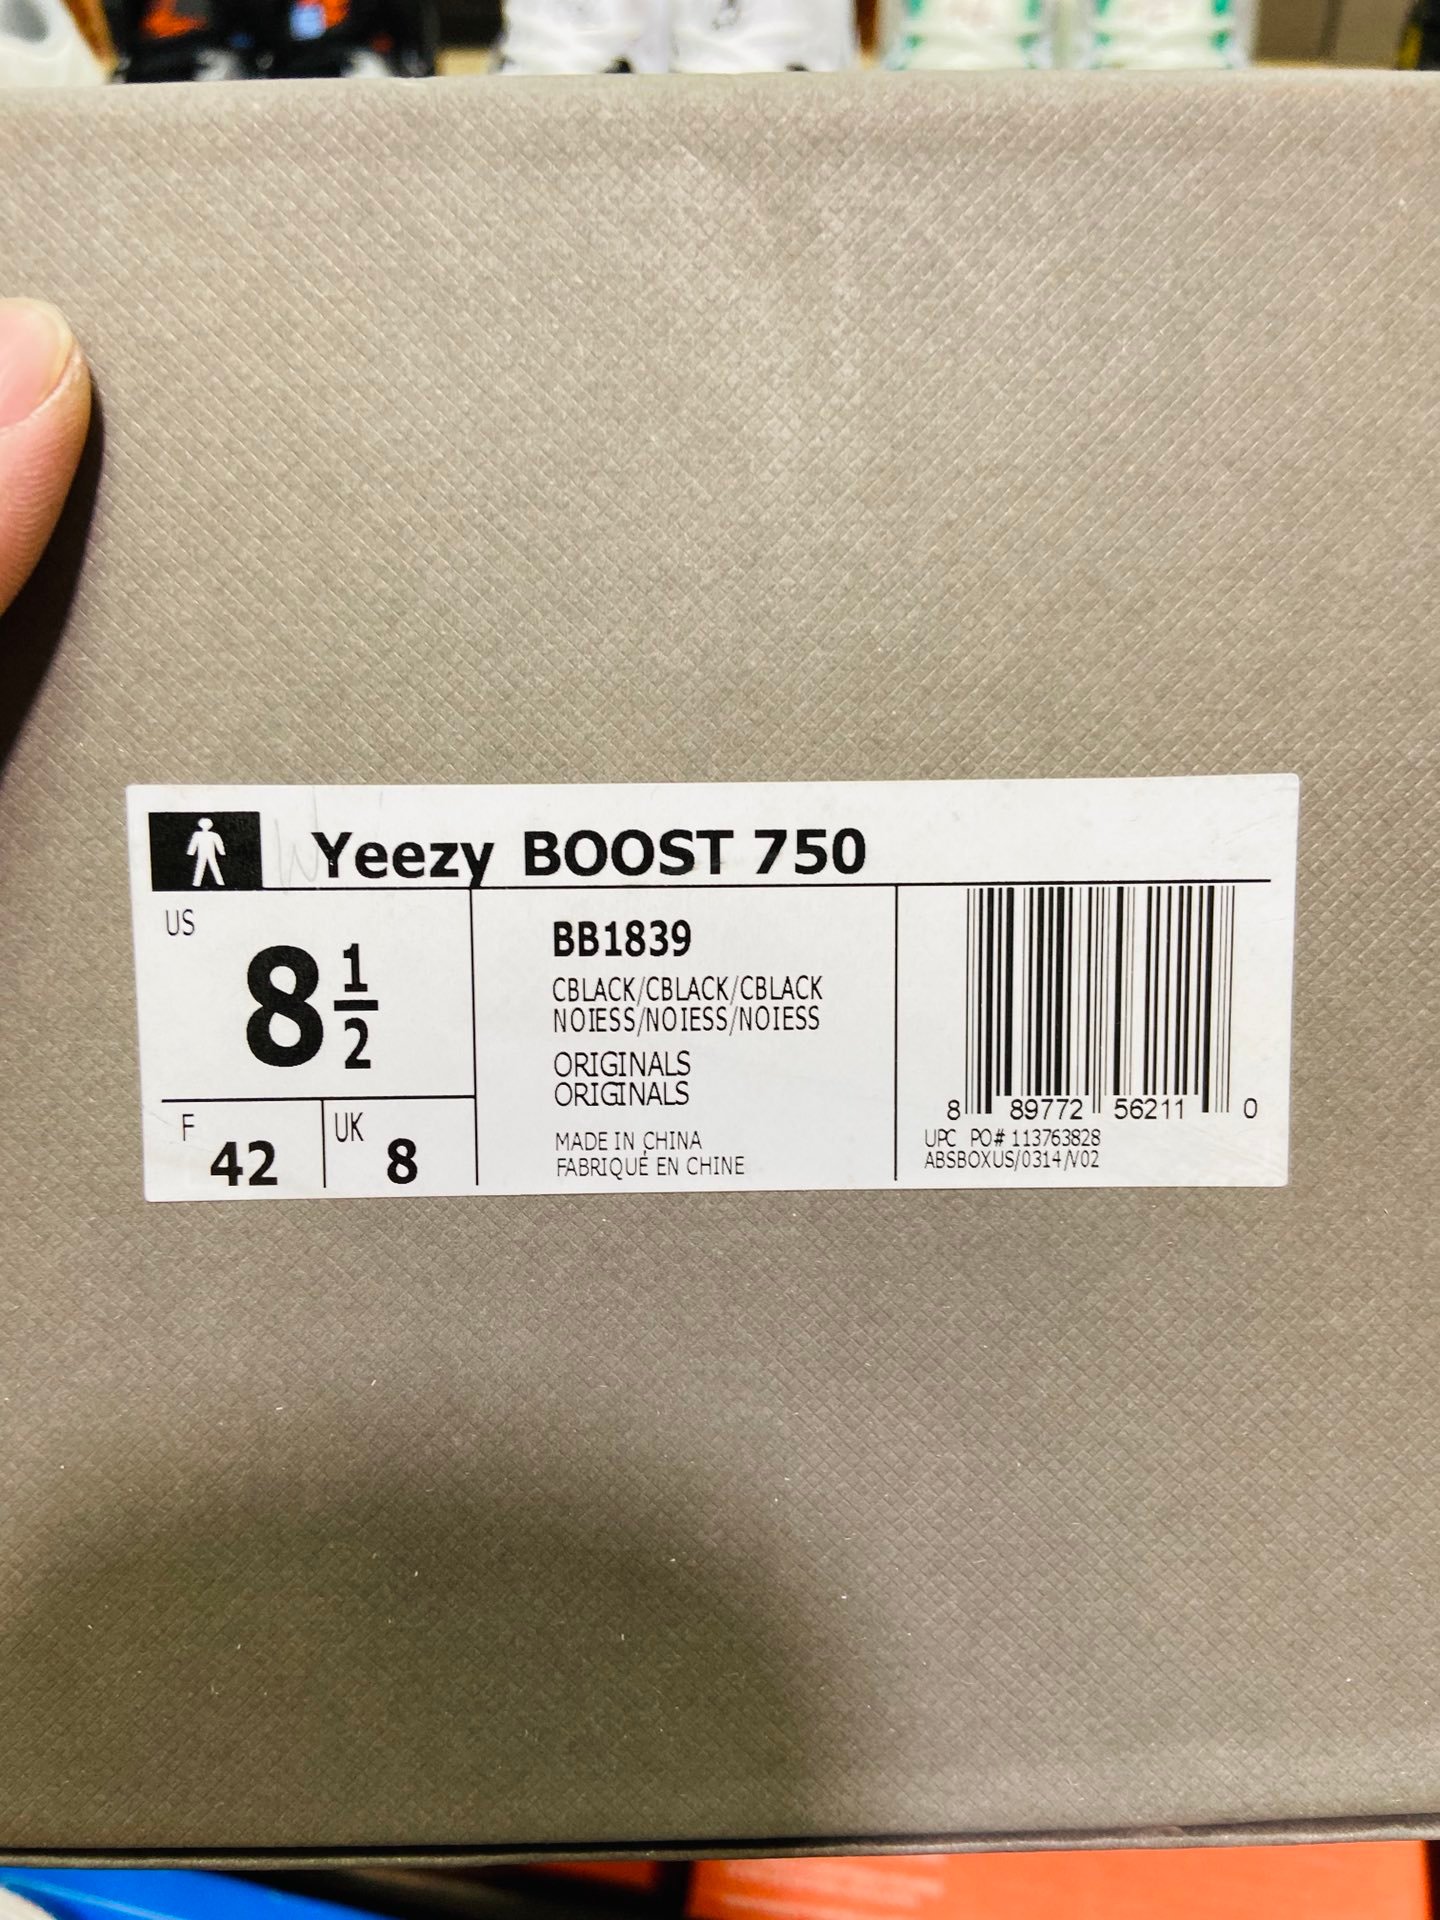 Yeezy BOOST 750
US
8 1/2
F 42
UK 8
BB1839
CBLACK/CBLACK/CBLACK
NOIESS/NOIESS/NOIESS
ORIGINALS
ORIGINALS
MADE IN CHINA
FABRIQUÉ EN CHINE
8 89772 56211 0
UPC PO# 113763828
ABSBOXUS/0314/V02